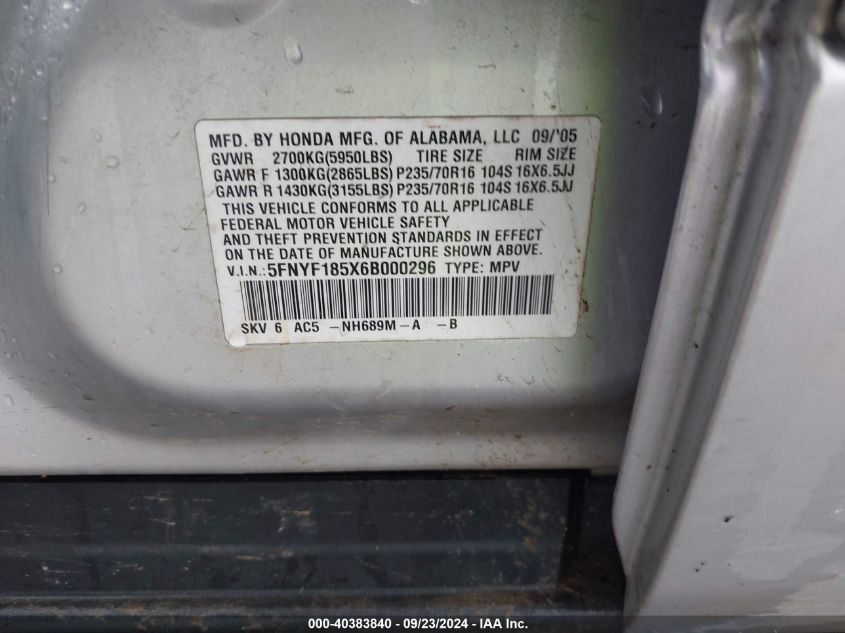 MFD. BY HONDA MFG. OF ALABAMA, LLC 09/'05
GVWR 2700KG(5950LBS) TIRE SIZE RIM SIZE
GAWR F 1300KG(2865LBS) P235/70R16 104S 16X6.5JJ
GAWR R 1430KG(3155LBS) P235/70R16 104S 16X6.5JJ
THIS VEHICLE CONFORMS TO ALL APPLICABLE
FEDERAL MOTOR VEHICLE SAFETY
AND THEFT PREVENTION STANDARDS IN EFFECT
ON THE DATE OF MANUFACTURE SHOWN ABOVE.
V.I.N.: 5FNYF185X6B000296 TYPE: MPV
SKV 6 AC5 -NH689M-A -B
000-40383840 - 09/23/2024 - IAA Inc.